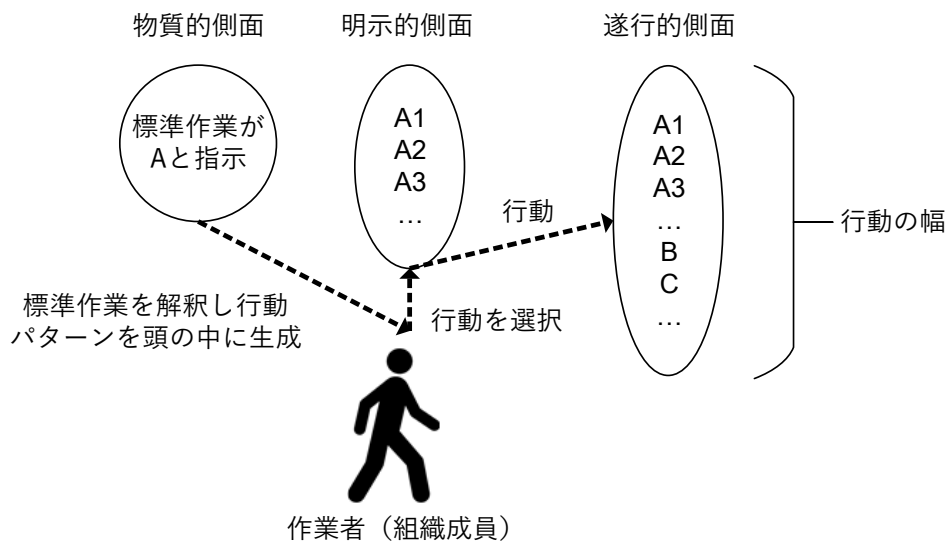 物質的側面
明示的側面
遂行的側面
標準作業が
Aと指示
A1
A2
A3
…
A1
A2
A3
…
B
C
…
行動
行動の幅
標準作業を解釈し行動
パターンを頭の中に生成
行動を選択
作業者（組織成員）